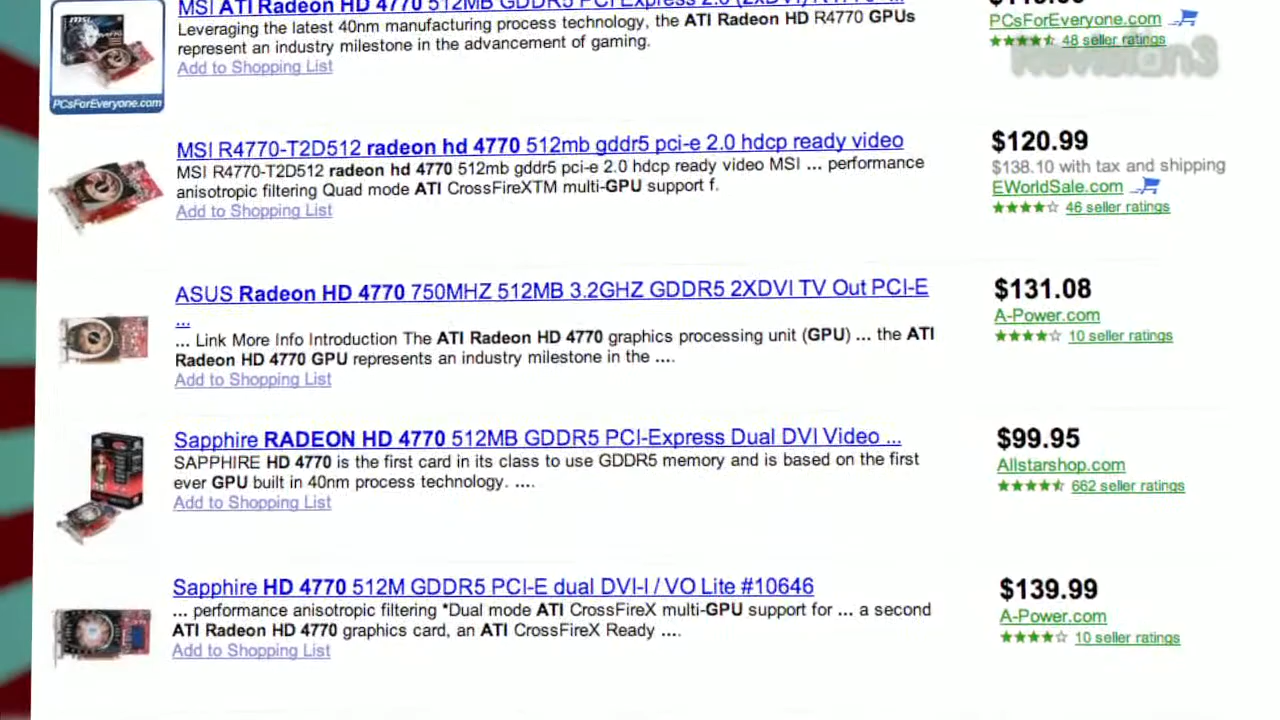 MSI ATI Radeon HD 4770 512MB GDDR5 PCI Express 2.0 (2xDVI)
Leveraging the latest 40nm manufacturing process technology, the ATI Radeon HD R4770 GPUs
represent an industry milestone in the advancement of gaming.
Add to Shopping List
PCsForEveryone.com
PCsForEveryone.com
48 seller ratings
MSI R4770-T2D512 radeon hd 4770 512mb gddr5 pci-e 2.0 hdcp ready video
MSI R4770-T2D512 radeon hd 4770 512mb gddr5 pci-e 2.0 hdcp ready video MSI ... performance
anisotropic filtering Quad mode ATI CrossFireXTM multi-GPU support f.
Add to Shopping List
$120.99
$138.10 with tax and shipping
EWorldSale.com
46 seller ratings
ASUS Radeon HD 4770 750MHZ 512MB 3.2GHZ GDDR5 2XDVI TV Out PCI-E
...
... Link More Info Introduction The ATI Radeon HD 4770 graphics processing unit (GPU) ... the ATI
Radeon HD 4770 GPU represents an industry milestone in the ....
Add to Shopping List
$131.08
A-Power.com
10 seller ratings
Sapphire RADEON HD 4770 512MB GDDR5 PCI-Express Dual DVI Video ...
SAPPHIRE HD 4770 is the first card in its class to use GDDR5 memory and is based on the first
ever GPU built in 40nm process technology. ....
Add to Shopping List
$99.95
Allstarshop.com
662 seller ratings
Sapphire HD 4770 512M GDDR5 PCI-E dual DVI-I / VO Lite #10646
... performance anisotropic filtering *Dual mode ATI CrossFireX multi-GPU support for ... a second
ATI Radeon HD 4770 graphics card, an ATI CrossFireX Ready ....
Add to Shopping List
$139.99
A-Power.com
10 seller ratings